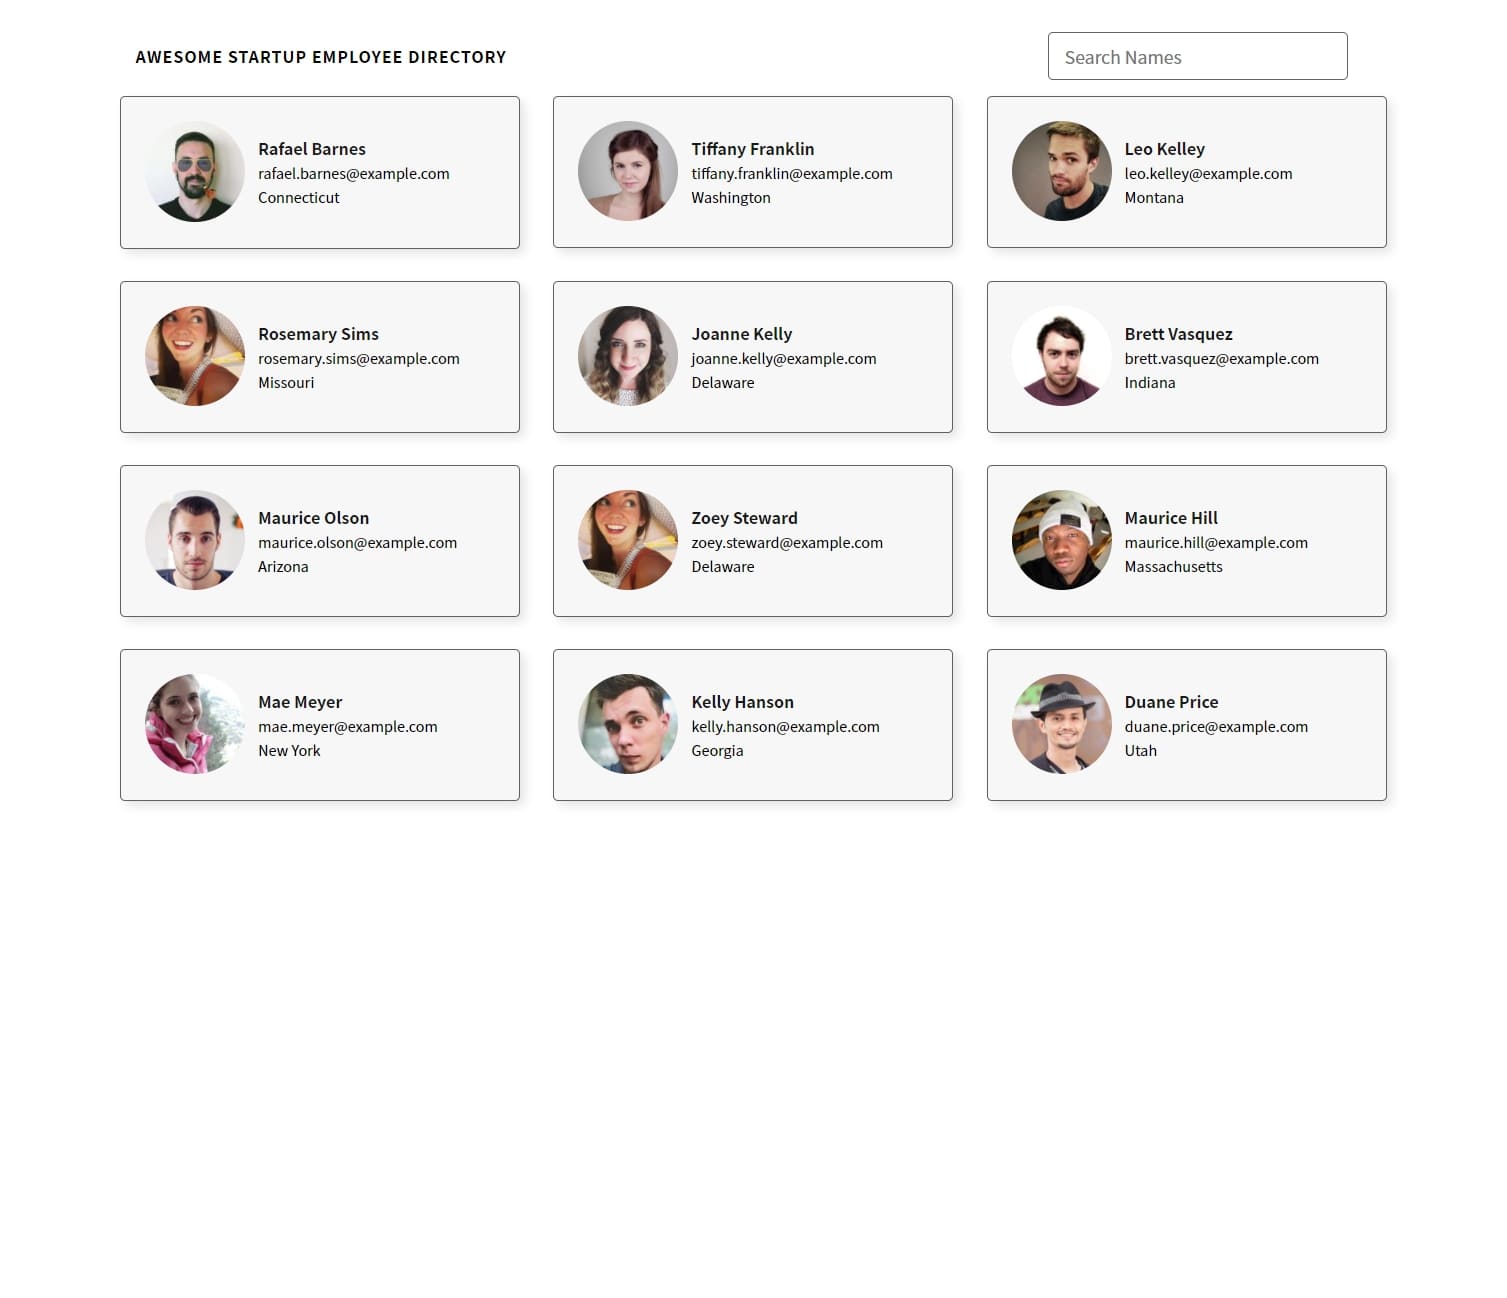 AWESOME STARTUP EMPLOYEE DIRECTORY
Search Names
Rafael Barnes
rafael.barnes@example.com
Connecticut
Tiffany Franklin
tiffany.franklin@example.com
Washington
Leo Kelley
leo.kelley@example.com
Montana
Rosemary Sims
rosemary.sims@example.com
Missouri
Joanne Kelly
joanne.kelly@example.com
Delaware
Brett Vasquez
brett.vasquez@example.com
Indiana
Maurice Olson
maurice.olson@example.com
Arizona
Zoey Steward
zoey.steward@example.com
Delaware
Maurice Hill
maurice.hill@example.com
Massachusetts
Mae Meyer
mae.meyer@example.com
New York
Kelly Hanson
kelly.hanson@example.com
Georgia
Duane Price
duane.price@example.com
Utah